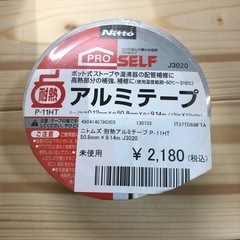 Nitto
PRO SELF
J3020
ポット式ストーブや湯沸器の配管補修に
高熱部分の補強、補修に
耐熱
アルミテープ
P-11HT
ニトムズ 耐熱アルミテープ P-11HT
50.8mm×9.14m J3020
4904140790202
130722
未使用
¥2,180(税込)